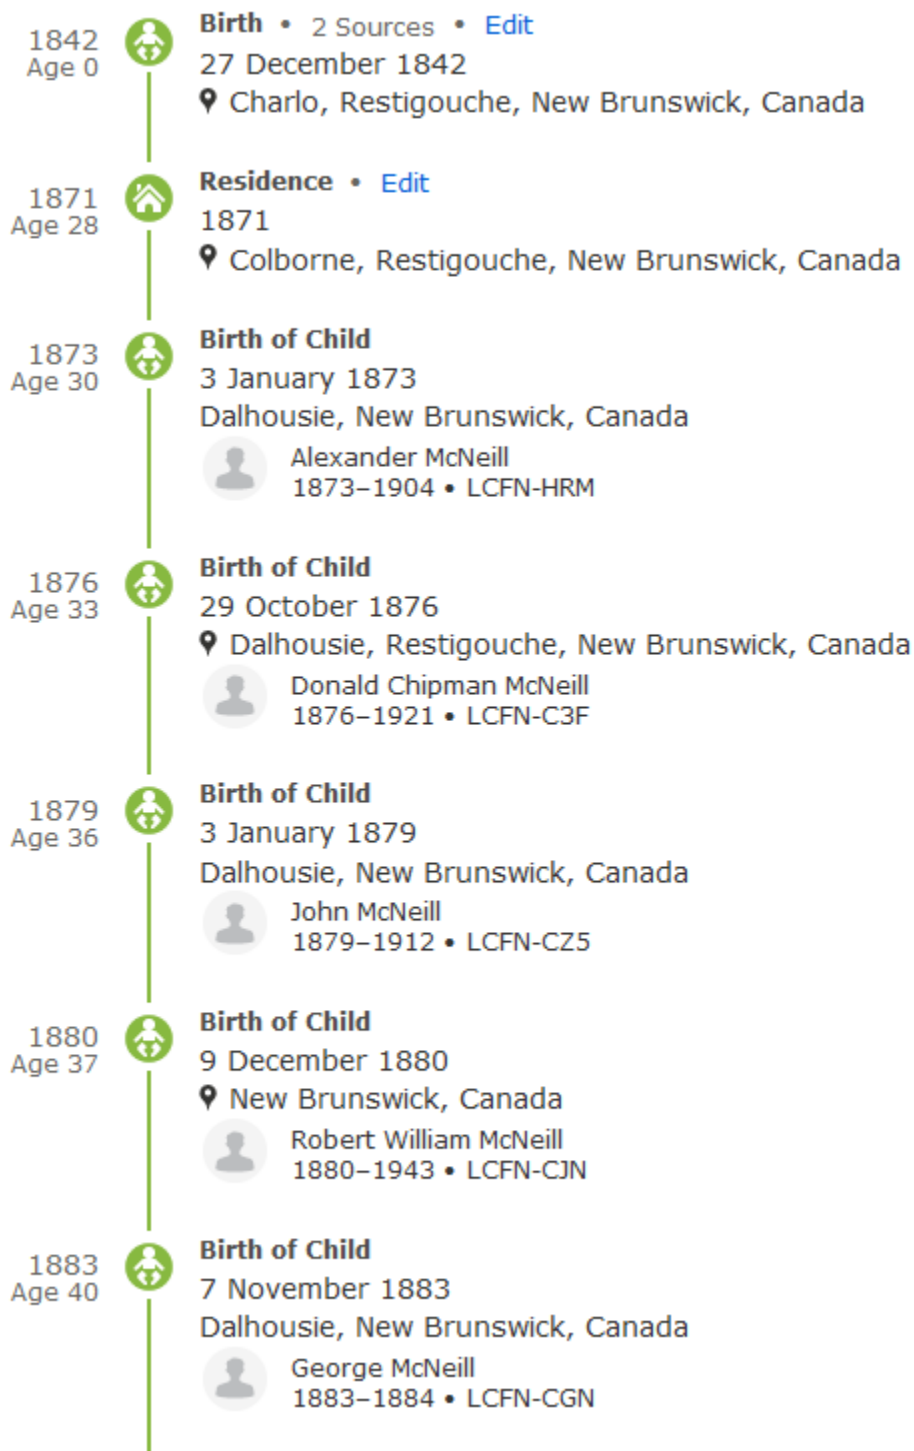 1842
Age 0
Birth • 2 Sources • Edit
27 December 1842
Charlo, Restigouche, New Brunswick, Canada
1871
Age 28
Residence • Edit
1871
Colborne, Restigouche, New Brunswick, Canada
1873
Age 30
Birth of Child
3 January 1873
Dalhousie, New Brunswick, Canada
Alexander McNeill
1873–1904 • LCFN-HRM
1876
Age 33
Birth of Child
29 October 1876
Dalhousie, Restigouche, New Brunswick, Canada
Donald Chipman McNeill
1876–1921 • LCFN-C3F
1879
Age 36
Birth of Child
3 January 1879
Dalhousie, New Brunswick, Canada
John McNeill
1879–1912 • LCFN-CZ5
1880
Age 37
Birth of Child
9 December 1880
New Brunswick, Canada
Robert William McNeill
1880–1943 • LCFN-CJN
1883
Age 40
Birth of Child
7 November 1883
Dalhousie, New Brunswick, Canada
George McNeill
1883–1884 • LCFN-CGN